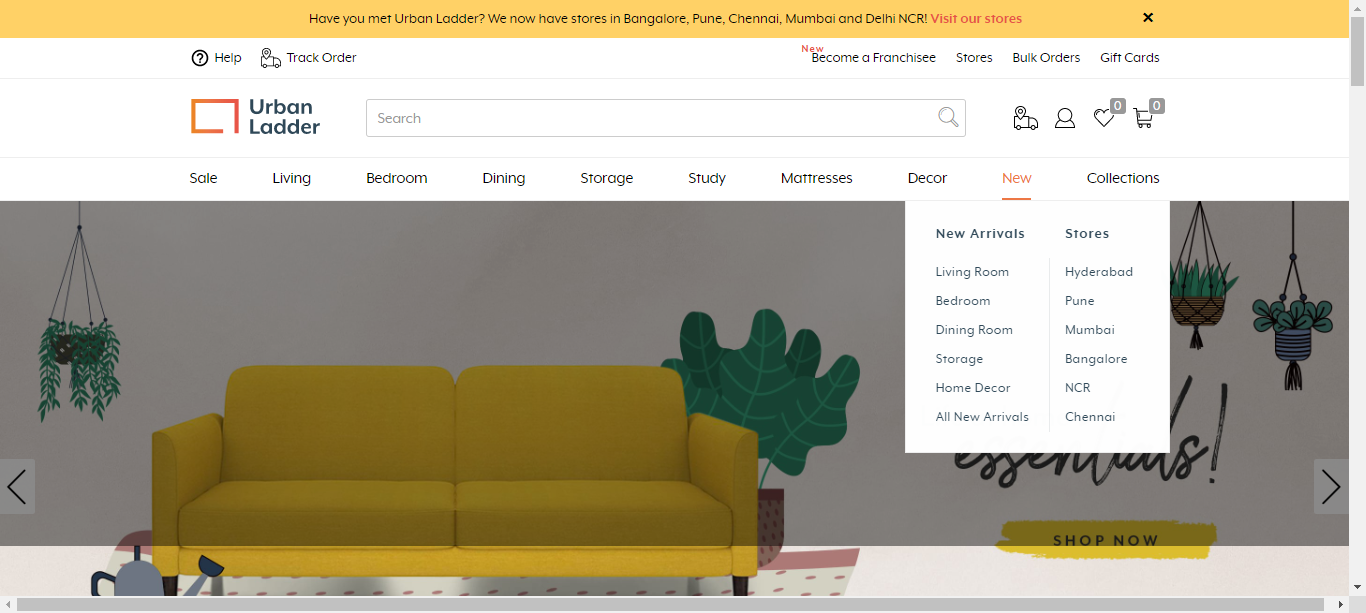 Have you met Urban Ladder? We now have stores in Bangalore, Pune, Chennai, Mumbai and Delhi NCR! Visit our stores
Help
Track Order
New
Become a Franchisee
Stores
Bulk Orders
Gift Cards
Urban
Ladder
Search
0
0
Sale
Living
Bedroom
Dining
Storage
Study
Mattresses
Decor
New
Collections
New Arrivals
Living Room
Bedroom
Dining Room
Storage
Home Decor
All New Arrivals
Stores
Hyderabad
Pune
Mumbai
Bangalore
NCR
Chennai
essentials!
SHOP NOW